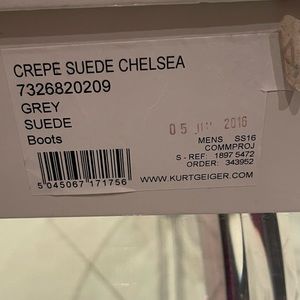 CREPE SUEDE CHELSEA
7326820209
GREY
SUEDE
Boots
05 2016
MENS SS16
COMMPROJ
S - REF: 1897 5472
ORDER: 343952
5 045067 171756
WWW.KURTGEIGER.COM